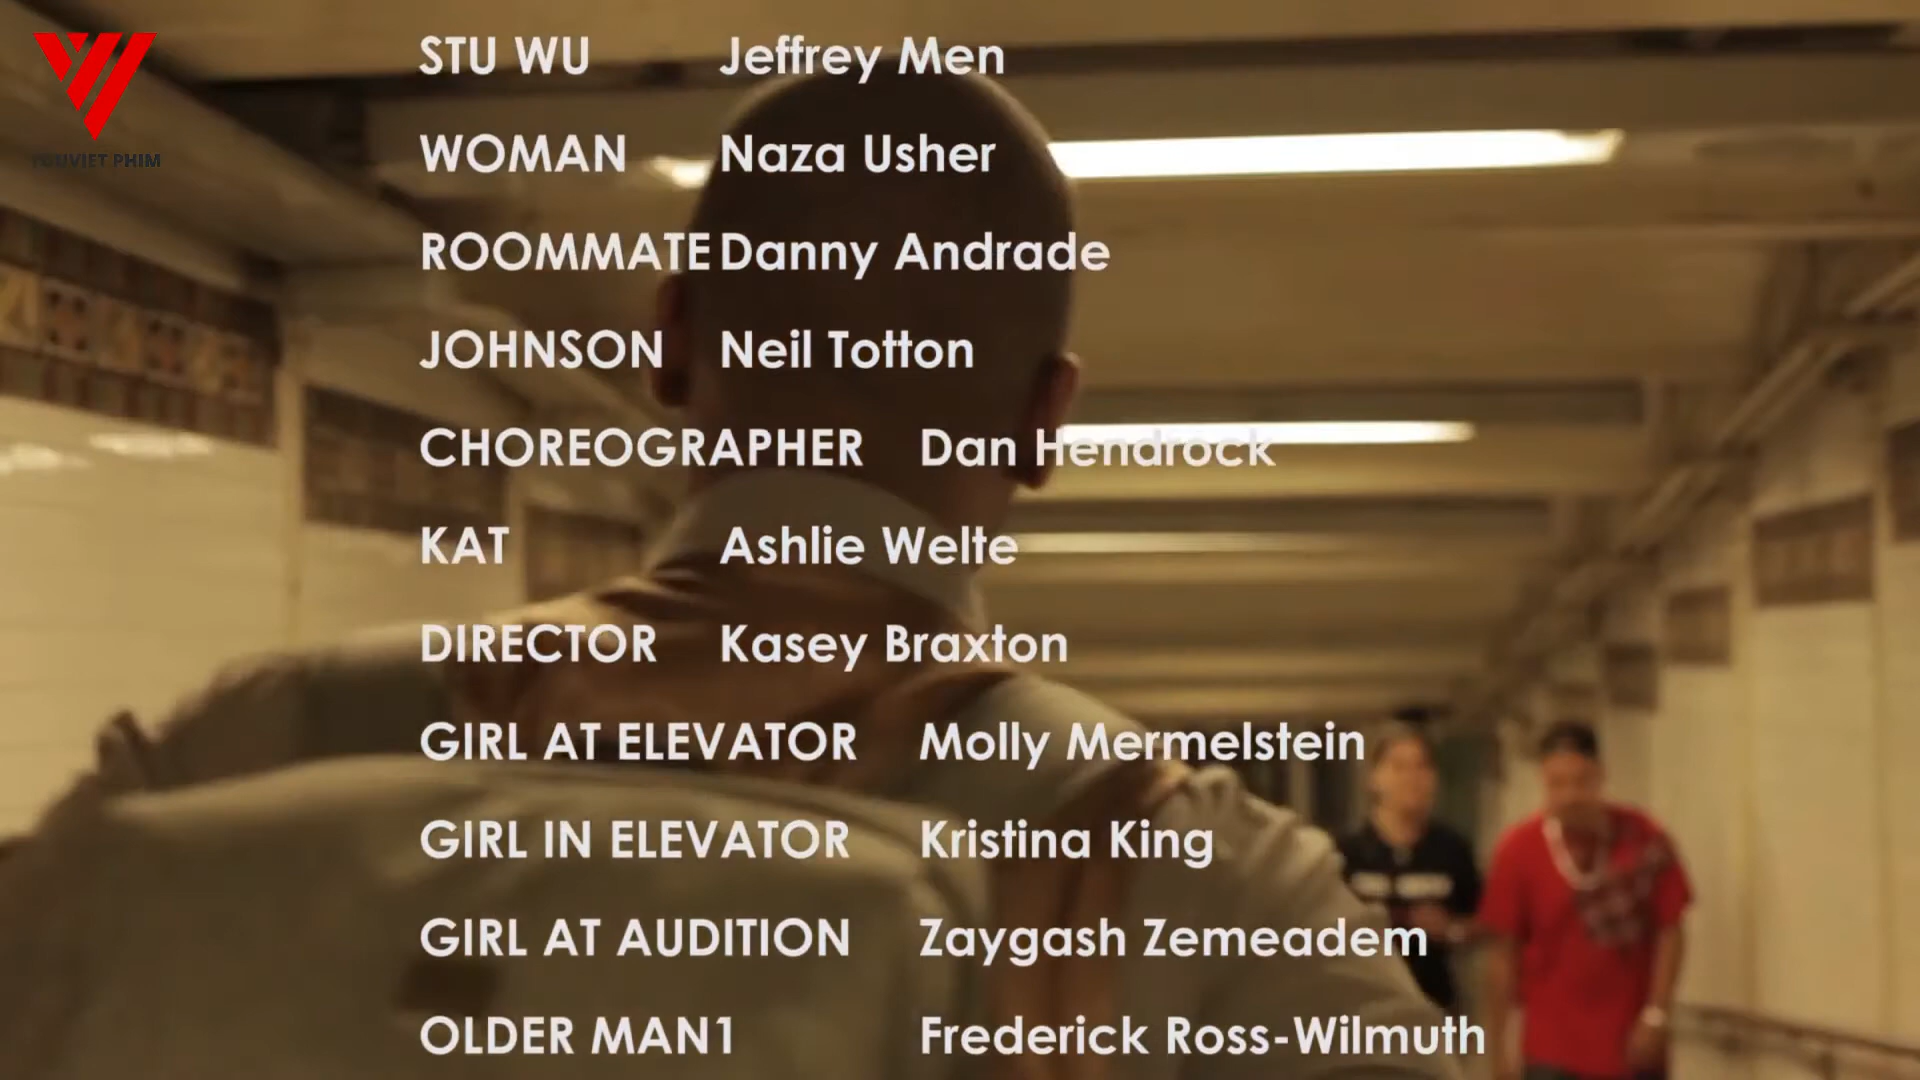 YOUVIET PHIM
STU WU Jeffrey Men
WOMAN Naza Usher
ROOMMATE Danny Andrade
JOHNSON Neil Totton
CHOREOGRAPHER Dan Hendrock
KAT Ashlie Welte
DIRECTOR Kasey Braxton
GIRL AT ELEVATOR Molly Mermelstein
GIRL IN ELEVATOR Kristina King
GIRL AT AUDITION Zaygash Zemeadem
OLDER MAN1 Frederick Ross-Wilmuth